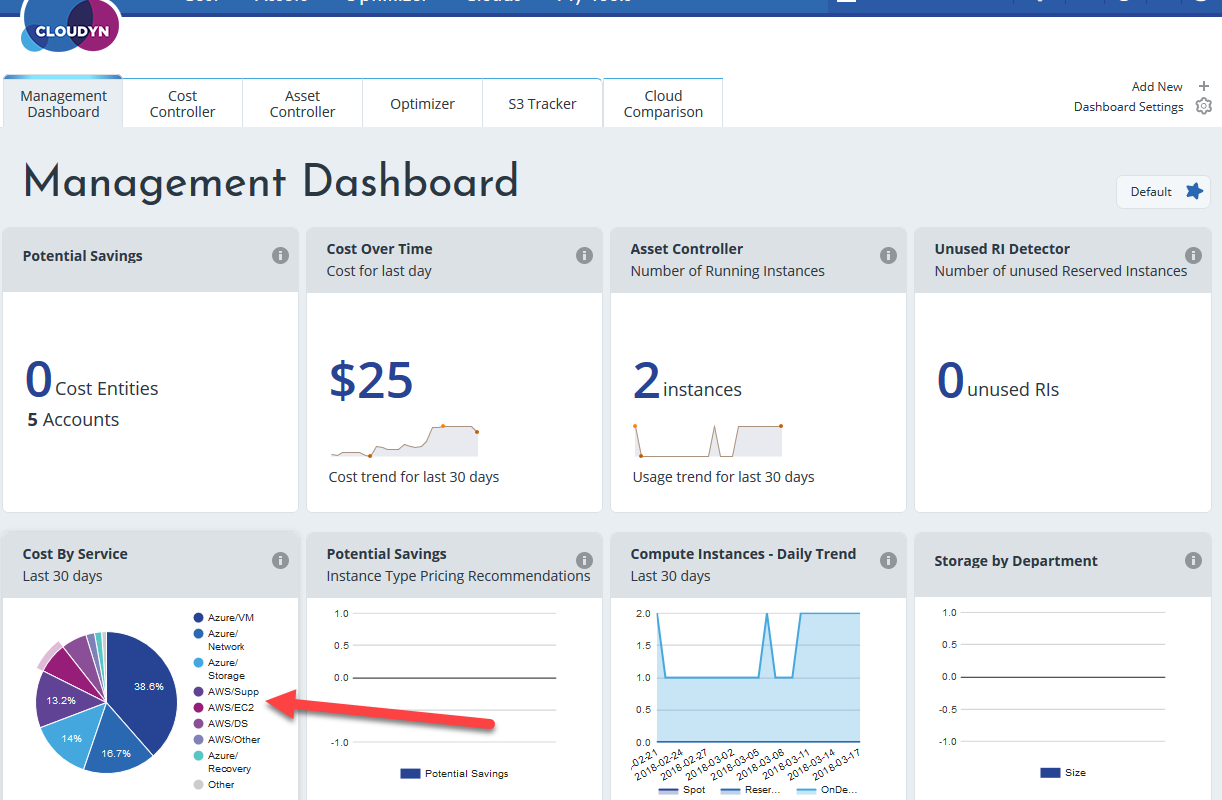 CLOUDYN
Management
Dashboard
Cost
Controller
Asset
Controller
Optimizer
S3 Tracker
Cloud
Comparison
Add New
Dashboard Settings
Management Dashboard
Default
Potential Savings
0 Cost Entities
5 Accounts
Cost Over Time
Cost for last day
$25
Cost trend for last 30 days
Asset Controller
Number of Running Instances
2 instances
Usage trend for last 30 days
Unused RI Detector
Number of unused Reserved Instances
0 unused RIs
Cost By Service
Last 30 days
38.6%
16.7%
14%
13.2%
Azure/VM
Azure/
Network
Azure/
Storage
AWS/Supp
AWS/EC2
AWS/DS
AWS/Other
Azure/
Recovery
Other
Potential Savings
Instance Type Pricing Recommendations
1.0
0.5
0.0
-1.0
Potential Savings
Compute Instances - Daily Trend
Last 30 days
2.0
1.5
1.0
0.5
0.0
-02-21
2018-02-24
2018-02-27
2018-03-02
2018-03-05
2018-03-08
2018-03-11
2018-03-14
2018-03-17
Spot
Reser...
OnDe...
Storage by Department
1.0
0.5
0.0
-0.5
-1.0
Size